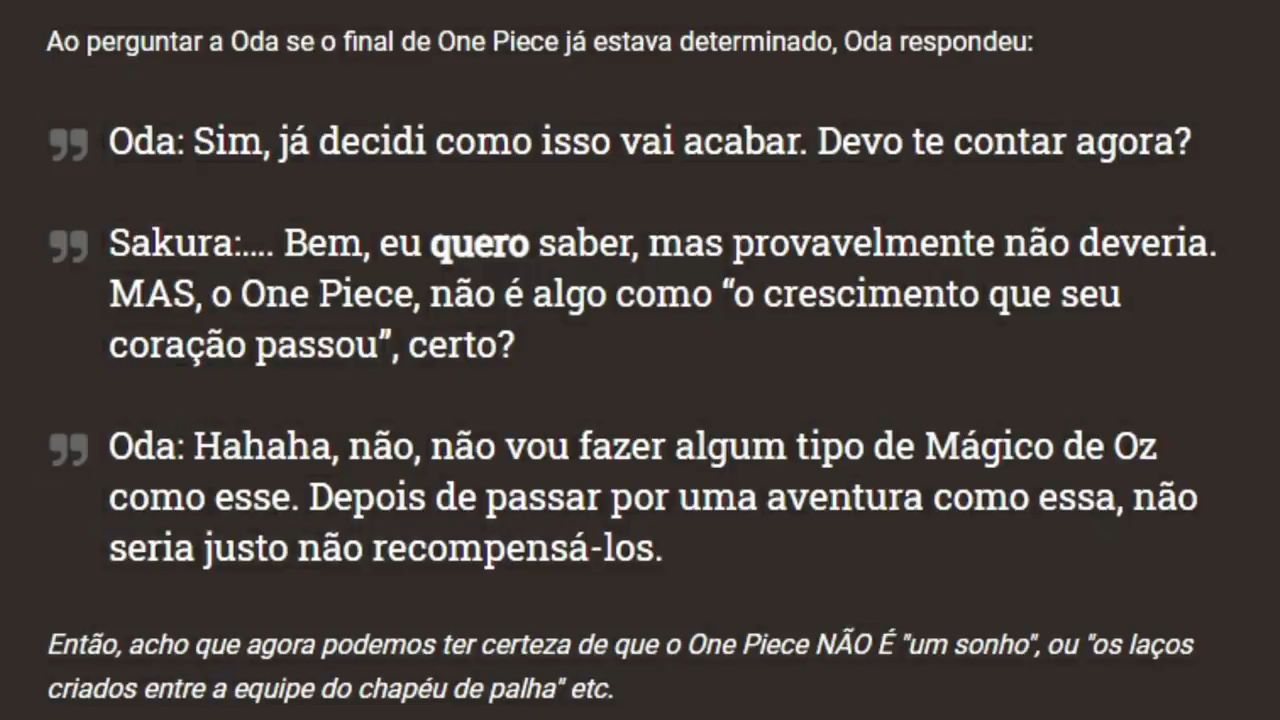 Ao perguntar a Oda se o final de One Piece já estava determinado, Oda respondeu:
Oda: Sim, já decidi como isso vai acabar. Devo te contar agora?
Sakura:.... Bem, eu quero saber, mas provavelmente não deveria.
MAS, o One Piece, não é algo como “o crescimento que seu
coração passou”, certo?
Oda: Hahaha, não, não vou fazer algum tipo de Mágico de Oz
como esse. Depois de passar por uma aventura como essa, não
seria justo não recompensá-los.
Então, acho que agora podemos ter certeza de que o One Piece NÃO É "um sonho", ou "os laços
criados entre a equipe do chapéu de palha" etc.